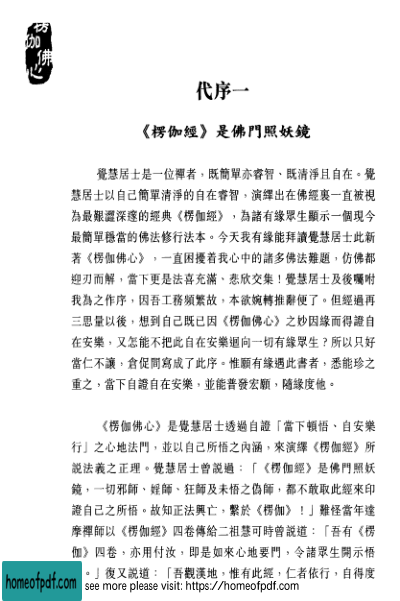 楞伽佛心
代序一
《楞伽經》是佛門照妖鏡
覺慧居士是一位禪者,既簡單亦睿智、既清淨且自在。覺
慧居士以自己簡單清淨的自在睿智,演繹出在佛經裏一直被視
為最艱澀深邃的經典《楞伽經》,為諸有緣眾生顯示一個現今
最簡單穩當的佛法修行法本。今天我有緣能拜讀覺慧居士此新
著《楞伽佛心》,一直困擾着我心中的諸多佛法難題,仿佛都
迎刃而解,當下更是法喜充滿、悲欣交集!覺慧居士及後囑咐
我為之作序,因吾工務頻繁故,本欲婉轉推辭便了。但經過再
三思量以後,想到自己既已因《楞伽佛心》之妙因緣而得證自
在安樂,又怎能不把此自在安樂迴向一切有緣眾生?所以只好
當仁不讓,倉促間寫成了此序。惟願有緣遇此書者,悉能珍之
重之,當下自證自在安樂,並能普發宏願,隨緣度他。
《楞伽佛心》是覺慧居士透過自證「當下頓悟、自安樂
行」之心地法門,並以自己所悟之內涵,來演繹《楞伽經》所
說法義之正理。覺慧居士曾說過:「《楞伽經》是佛門照妖
鏡,一切邪師、婬師、狂師及未悟之偽師,都不敢取此經來印
證自己之所悟。故知正法興亡,繫於《楞伽》!」難怪當年達
摩禪師以《楞伽經》四卷傳給二祖慧可時曾說道:「吾有《楞
伽》四卷,亦用付汝,即是如來心地要門,令諸眾生開示悟
。」復又說道:「吾觀漢地,惟有此經,仁者依行,自得度
homeofpdf.com
see more please visit: https://homeofpdf.com